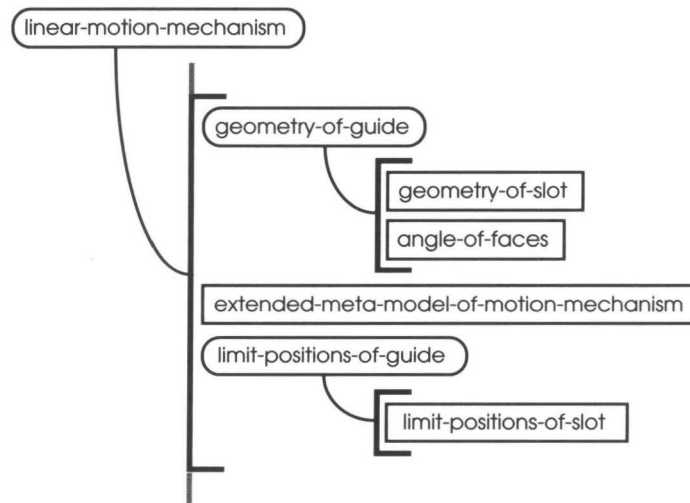 linear-motion-mechanism
geometry-of-guide
geometry-of-slot
angle-of-faces
extended-meta-model-of-motion-mechanism
limit-positions-of-guide
limit-positions-of-slot